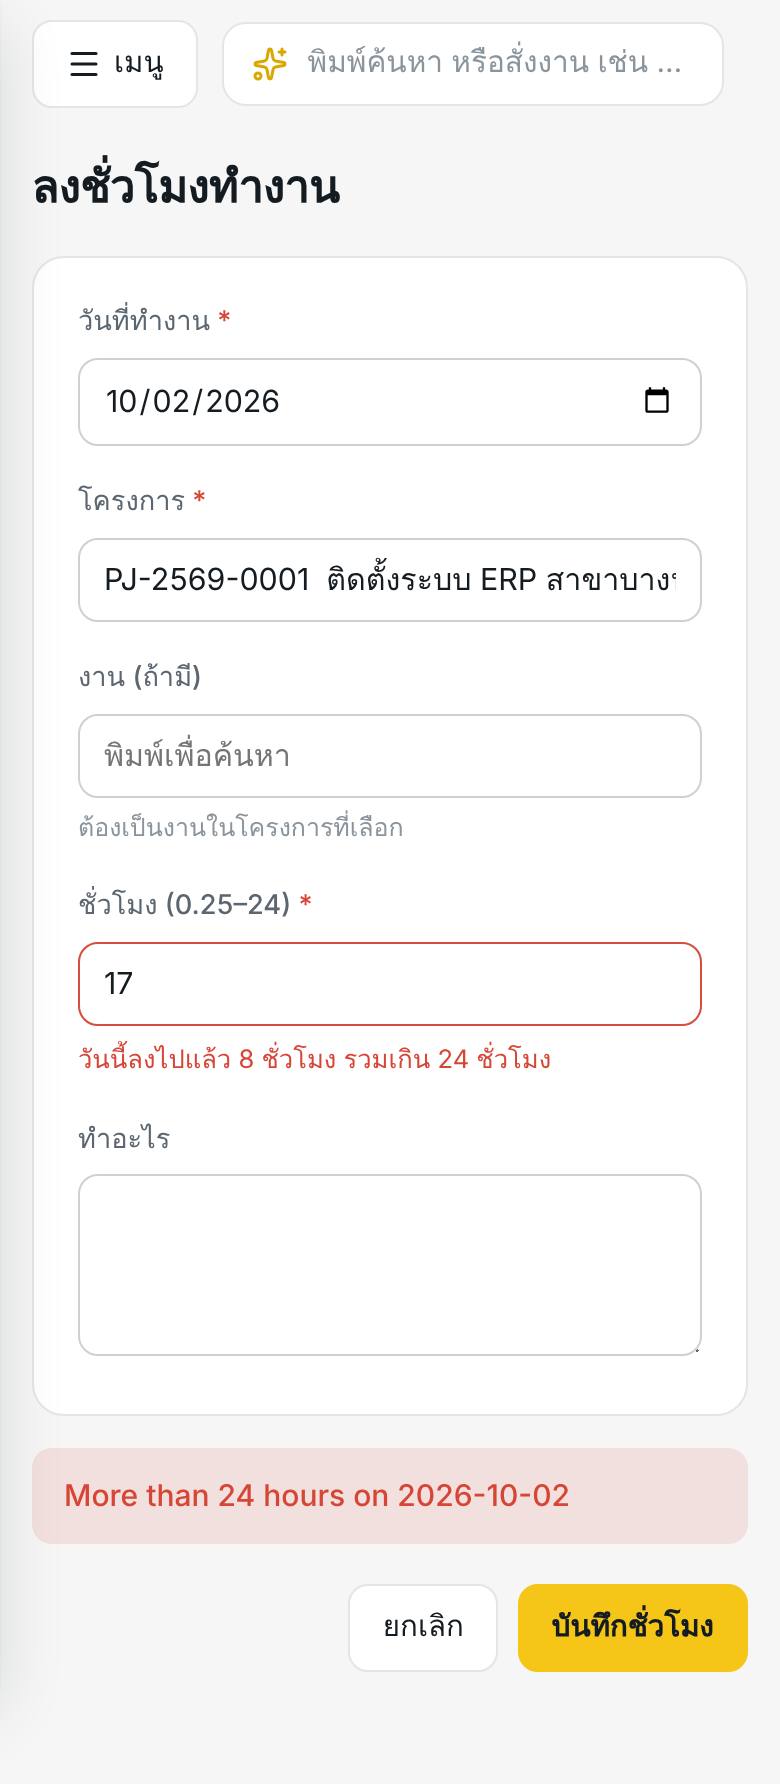 เมนู
พิมพ์ค้นหา หรือสั่งงาน เช่น ...
ลงชั่วโมงทำงาน
วันที่ทำงาน *
10/02/2026
โครงการ *
PJ-2569-0001 ติดตั้งระบบ ERP สาขาบาง
งาน (ถ้ามี)
พิมพ์เพื่อค้นหา
ต้องเป็นงานในโครงการที่เลือก
ชั่วโมง (0.25–24) *
17
วันนี้ลงไปแล้ว 8 ชั่วโมง รวมเกิน 24 ชั่วโมง
ทำอะไร
More than 24 hours on 2026-10-02
ยกเลิก
บันทึกชั่วโมง